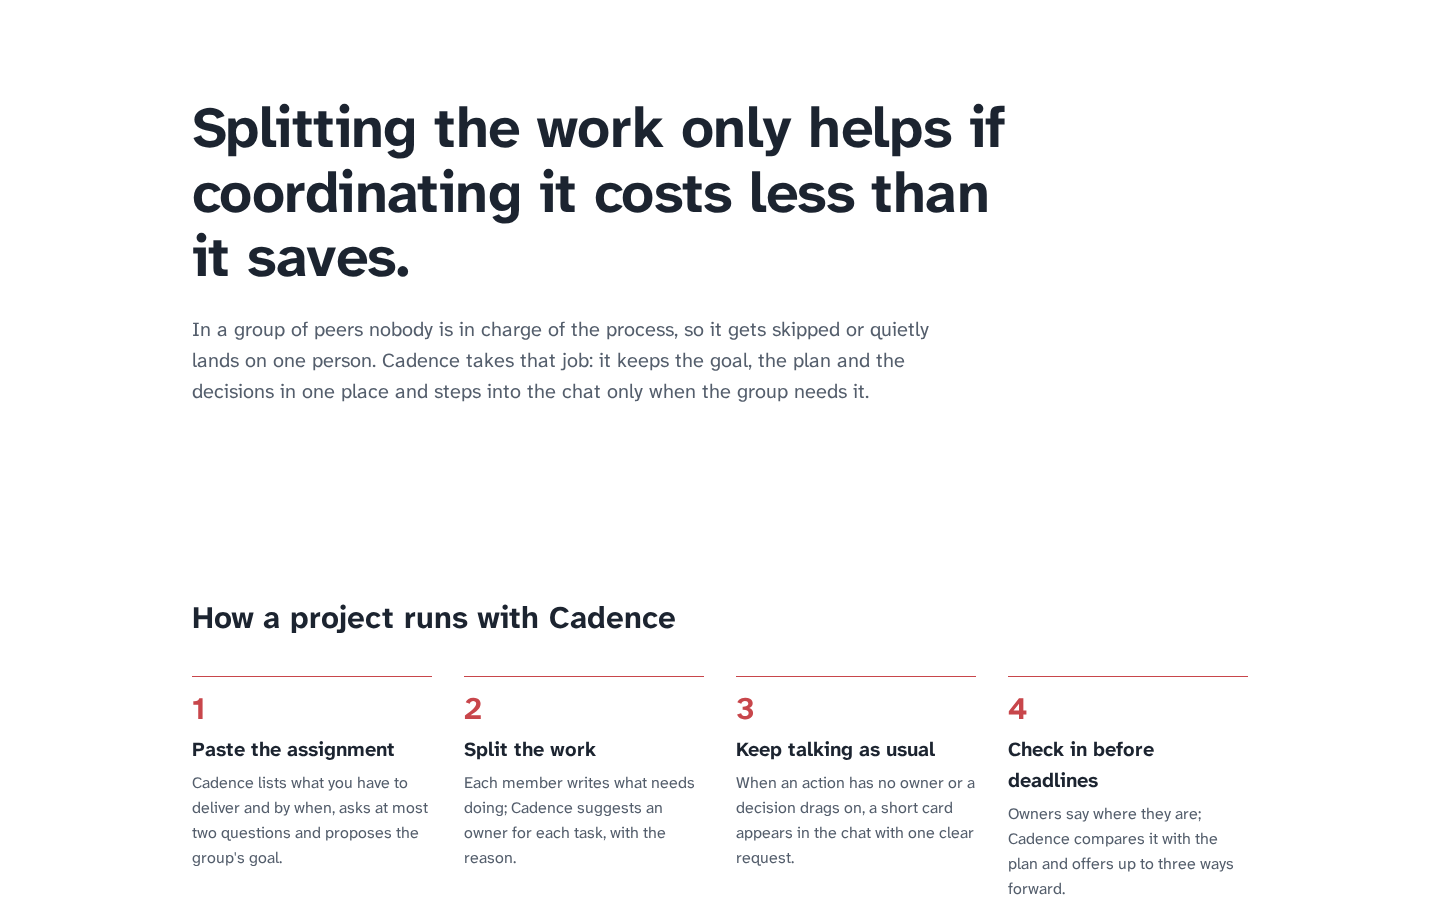 Splitting the work only helps if
coordinating it costs less than
it saves.
In a group of peers nobody is in charge of the process, so it gets skipped or quietly
lands on one person. Cadence takes that job: it keeps the goal, the plan and the
decisions in one place and steps into the chat only when the group needs it.
How a project runs with Cadence
1
Paste the assignment
Cadence lists what you have to
deliver and by when, asks at most
two questions and proposes the
group's goal.
2
Split the work
Each member writes what needs
doing; Cadence suggests an
owner for each task, with the
reason.
3
Keep talking as usual
When an action has no owner or a
decision drags on, a short card
appears in the chat with one clear
request.
4
Check in before
deadlines
Owners say where they are;
Cadence compares it with the
plan and offers up to three ways
forward.